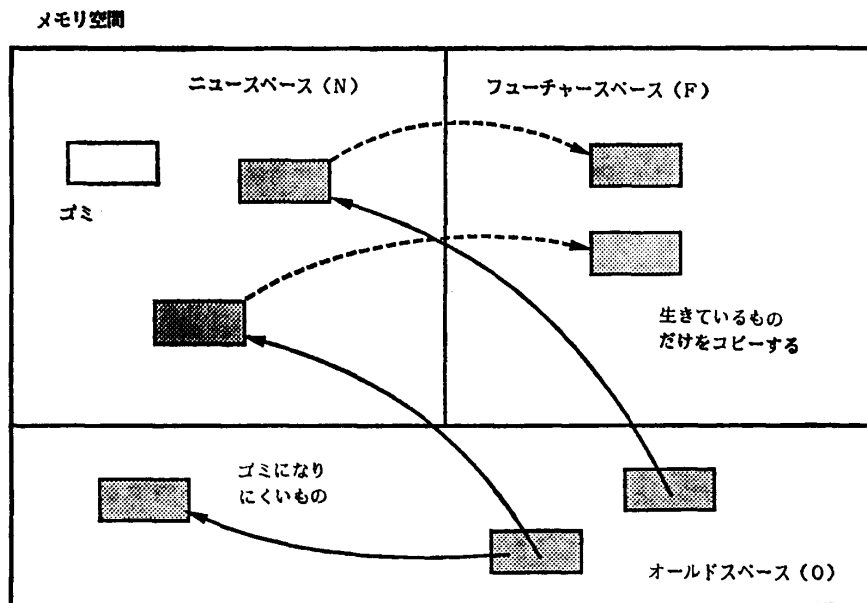 メモリ空間
ニュースペース(N)
フューチャースペース(F)
ゴミ
生きているもの
だけをコピーする
ゴミになり
にくいもの
オールドスペース(O)